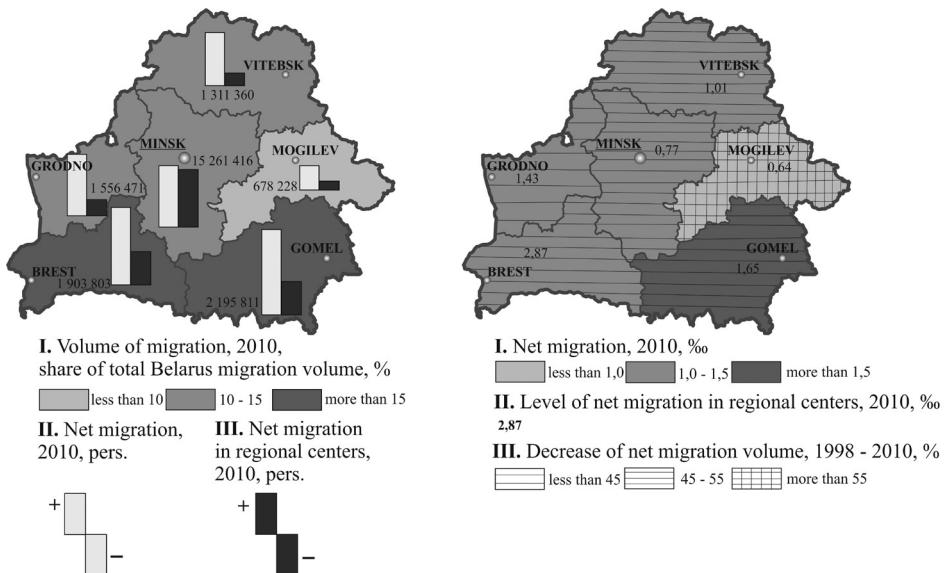 VITEBSK
1 311 360
MINSK
15 261 416
MOGILEV
678 228
GRODNO
1 556 471
GOMEL
2 195 811
BREST
1 903 803
I. Volume of migration, 2010,
share of total Belarus migration volume, %
less than 10
10 - 15
more than 15
II. Net migration,
2010, pers.
+
–
III. Net migration
in regional centers,
2010, pers.
+
–
VITEBSK
1,01
MINSK
0,77
MOGILEV
0,64
GRODNO
1,43
2,87
GOMEL
1,65
BREST
I. Net migration, 2010, ‰
less than 1,0
1,0 - 1,5
more than 1,5
II. Level of net migration in regional centers, 2010, ‰
2,87
III. Decrease of net migration volume, 1998 - 2010, %
less than 45
45 - 55
more than 55